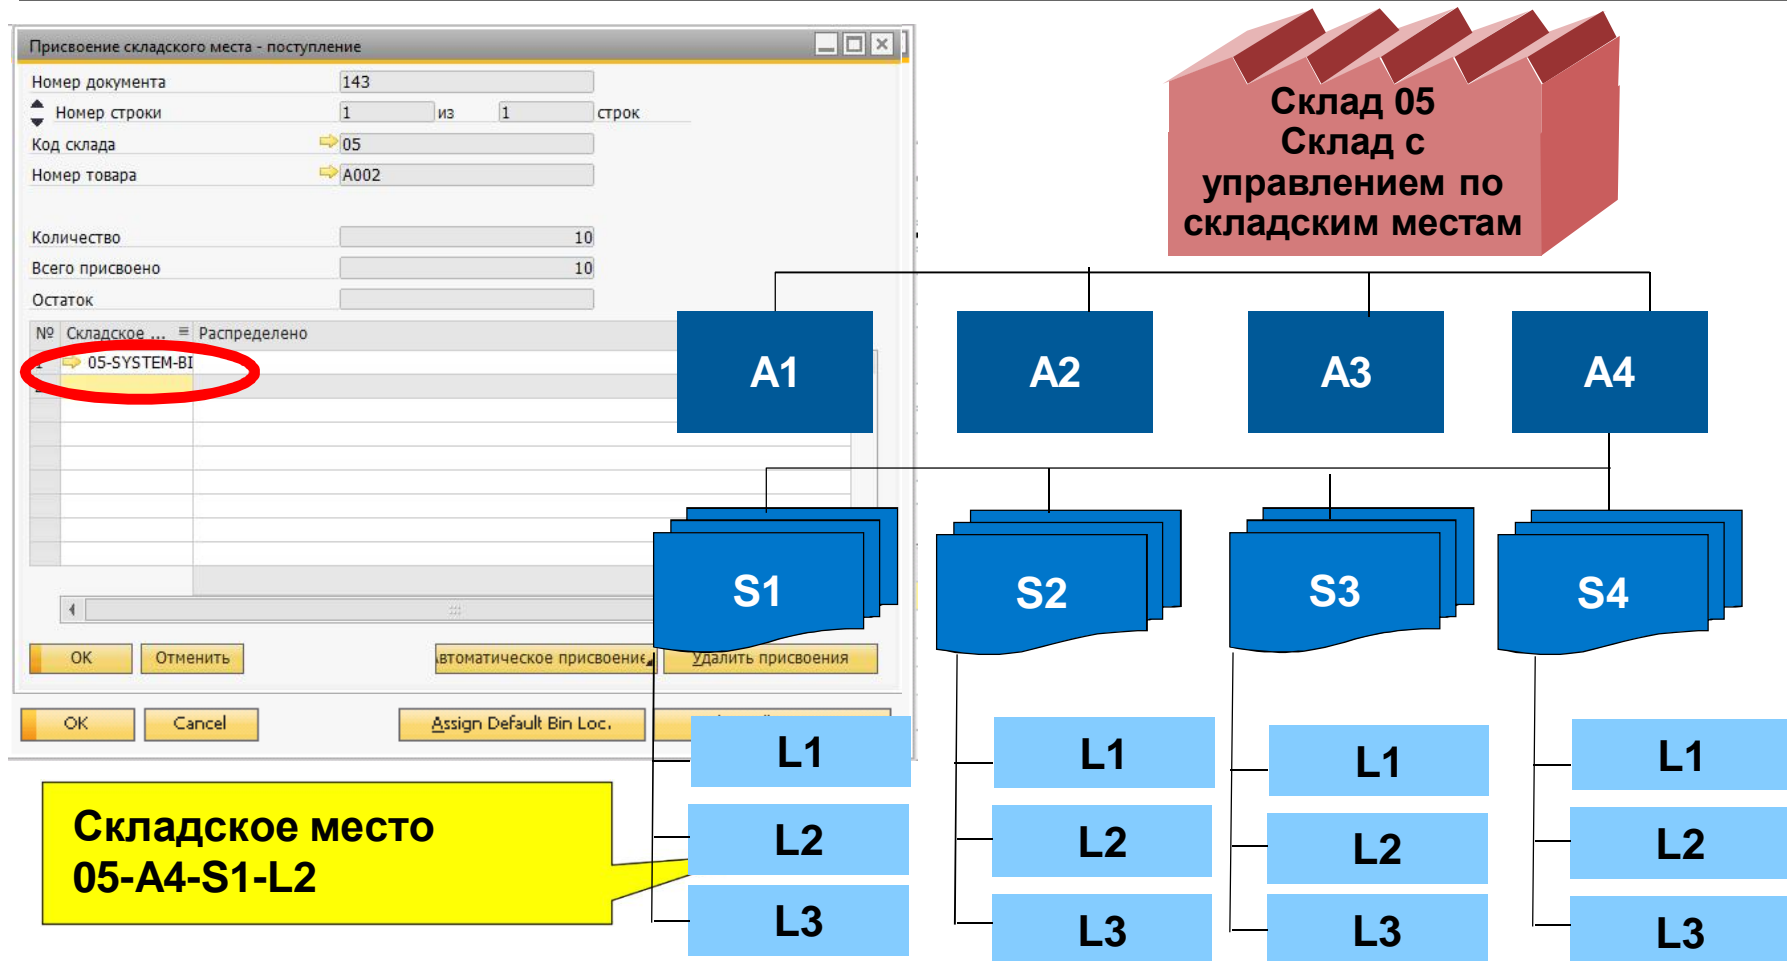 Присвоение складского места - поступление
Номер документа 143
Номер строки 1 из 1 строк
Код склада 05
Номер товара A002
Количество 10
Всего присвоено 10
Остаток
№ Складское ... Распределено
1 05-SYSTEM-BI
OK Отменить втоматическое присвоение Удалить присвоения
OK Cancel Assign Default Bin Loc.
Складское место
05-A4-S1-L2
Склад 05
Склад с
управлением по
складским местам
A1 A2 A3 A4
S1 S2 S3 S4
L1 L1 L1 L1
L2 L2 L2 L2
L3 L3 L3 L3